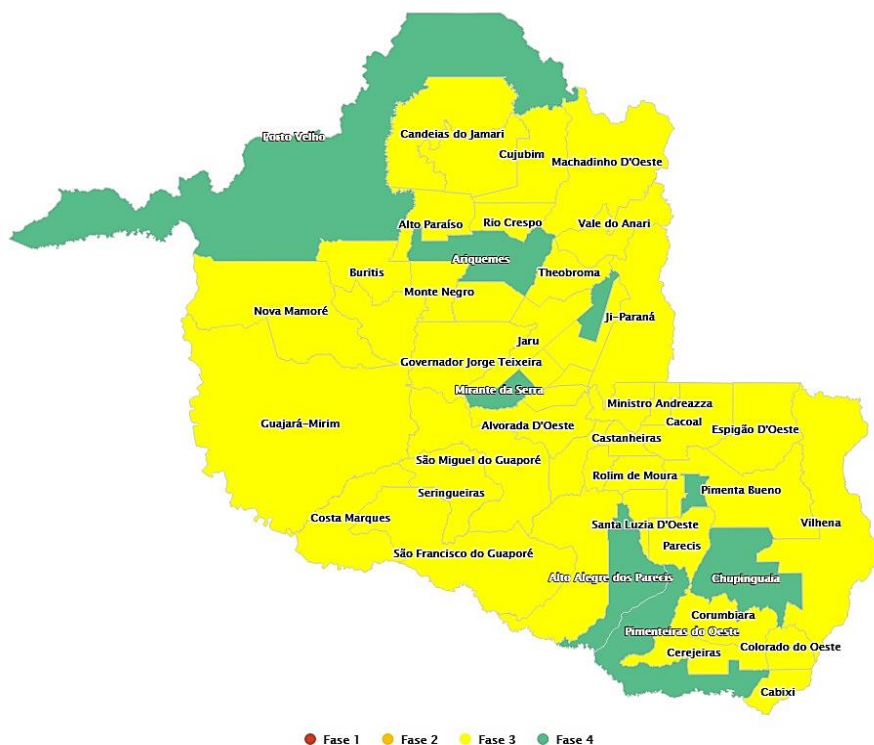 Porto Velho
Candeias do Jamari
Cujubim
Machadinho D'Oeste
Alto Paraíso
Rio Crespo
Vale do Anari
Ariquemes
Buritis
Theobroma
Monte Negro
Nova Mamoré
Ji-Paraná
Jaru
Governador Jorge Teixeira
Mirante da Serra
Ministro Andreazza
Guajará-Mirim
Alvorada D'Oeste
Cacoal
Espigão D'Oeste
Castanheiras
São Miguel do Guaporé
Rolim de Moura
Seringueiras
Pimenta Bueno
Costa Marques
Santa Luzia D'Oeste
Vilhena
Parecis
São Francisco do Guaporé
Alto Alegre dos Parecis
Chupinguaia
Corumbiara
Pimenteiras do Oeste
Colorado do Oeste
Cerejeiras
Cabixi
Fase 1 Fase 2 Fase 3 Fase 4